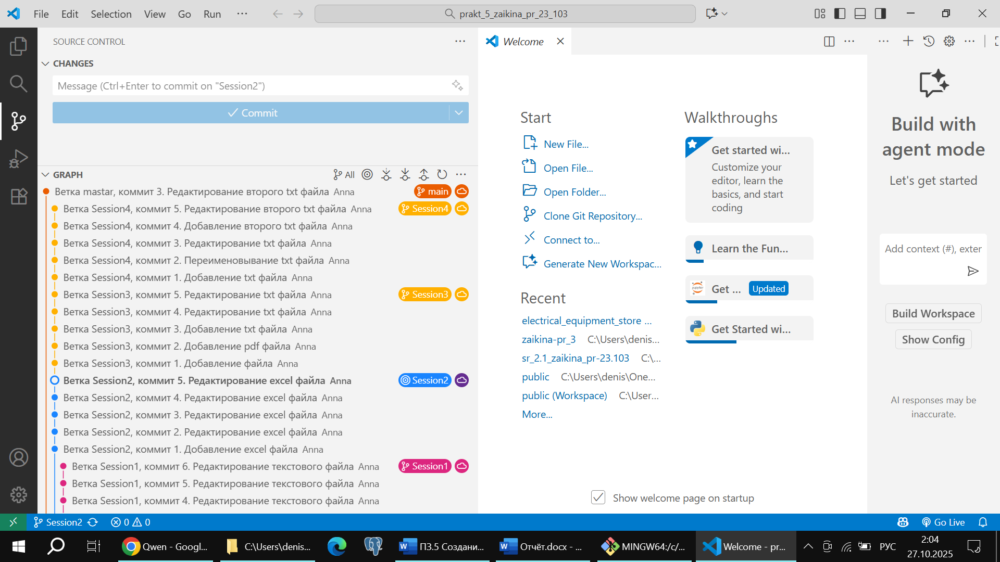 File Edit Selection View Go Run ···
prakt_5_zaikina_pr_23_103
SOURCE CONTROL
CHANGES
Message (Ctrl+Enter to commit on "Session2")
Commit
GRAPH
All
Ветка mastar, коммит 3. Редактирование второго txt файла Anna main
Ветка Session4, коммит 5. Редактирование второго txt файла Anna Session4
Ветка Session4, коммит 4. Добавление второго txt файла Anna
Ветка Session4, коммит 3. Редактирование txt файла Anna
Ветка Session4, коммит 2. Переименовывание txt файла Anna
Ветка Session4, коммит 1. Добавление txt файла Anna
Ветка Session3, коммит 5. Редактирование txt файла Anna Session3
Ветка Session3, коммит 4. Редактирование txt файла Anna
Ветка Session3, коммит 3. Добавление txt файла Anna
Ветка Session3, коммит 2. Добавление pdf файла Anna
Ветка Session3, коммит 1. Добавление файла Anna
Ветка Session2, коммит 5. Редактирование excel файла Anna Session2
Ветка Session2, коммит 4. Редактирование excel файла Anna
Ветка Session2, коммит 3. Редактирование excel файла Anna
Ветка Session2, коммит 2. Редактирование excel файла Anna
Ветка Session2, коммит 1. Добавление excel файла Anna
Ветка Session1, коммит 6. Редактирование текстового файла Anna Session1
Ветка Session1, коммит 5. Редактирование текстового файла Anna
Ветка Session1, коммит 4. Редактирование текстового файла Anna
Welcome
Start
New File...
Open File...
Open Folder...
Clone Git Repository...
Connect to...
Generate New Workspac...
Recent
electrical_equipment_store ...
zaikina-pr_3 C:\Users\denis...
sr_2.1_zaikina_pr-23.103 C:\...
public C:\Users\denis\One...
public (Workspace) C:\User...
More...
Walkthroughs
Get started wi...
Customize your
editor, learn the
basics, and start
coding
Learn the Fun...
jupyter
Get ... Updated
Get Started wi...
Show welcome page on startup
Build with
agent mode
Let's get started
Add context (#), exter
Build Workspace
Show Config
AI responses may be
inaccurate.
Session2 0 0
Go Live
Qwen - Googl...
C:\Users\denis...
ПЗ.5 Создани...
Отчёт.docx - ...
MINGW64:/c/...
Welcome - pr...
РУС
2:04
27.10.2025